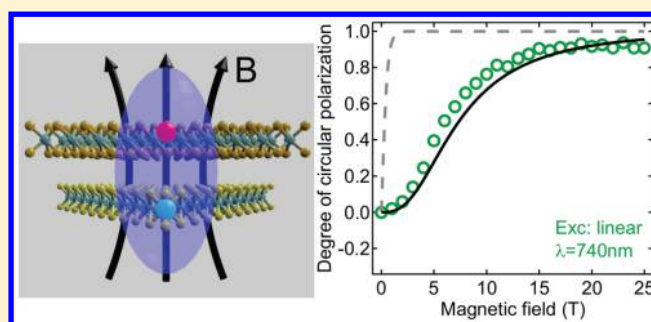 B
Degree of circular polarization
1.0
0.8
0.6
0.4
0.2
0.0
-0.2
Exc: linear
λ=740nm
0 5 10 15 20 25
Magnetic field (T)